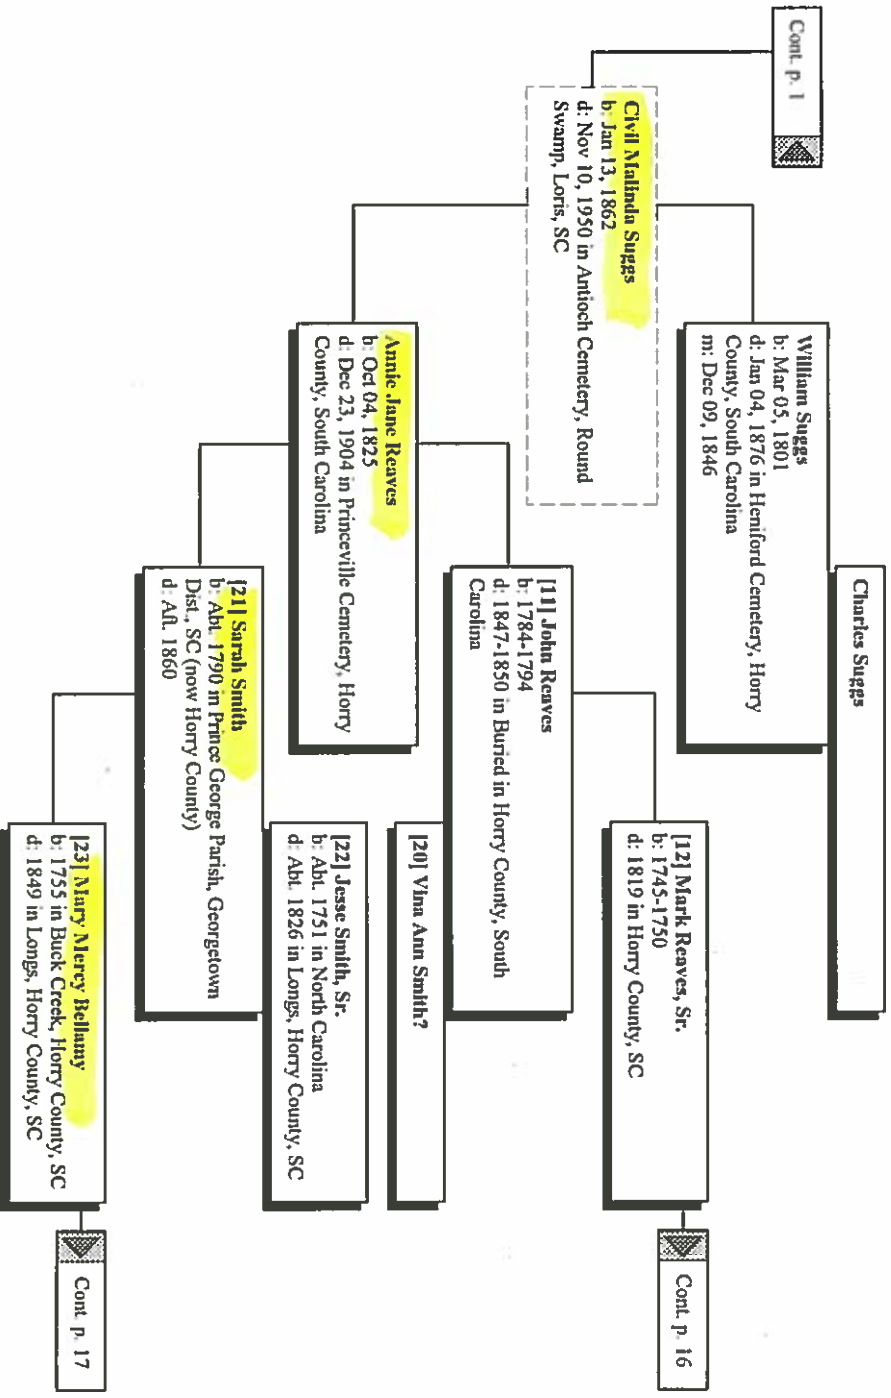 Cont. p. 1
Civil Malinda Suggs
b: Jan 13, 1862
d: Nov 10, 1950 in Antioch Cemetery, Round
Swamp, Loris, SC
William Suggs
b: Mar 05, 1801
d: Jan 04, 1876 in Heniford Cemetery, Horry
County, South Carolina
m: Dec 09, 1846
Annie Jane Reaves
b: Oct 04, 1825
d: Dec 23, 1904 in Princeville Cemetery, Horry
County, South Carolina
Charles Suggs
[11] John Reaves
b: 1784-1794
d: 1847-1850 in Buried in Horry County, South
Carolina
[21] Sarah Smith
b: Abt. 1790 in Prince George Parish, Georgetown
Dist., SC (now Horry County)
d: Aft. 1860
[12] Mark Reaves, Sr.
b: 1745-1750
d: 1819 in Horry County, SC
[20] Vina Ann Smith?
[22] Jesse Smith, Sr.
b: Abt. 1751 in North Carolina
d: Abt. 1826 in Longs, Horry County, SC
[23] Mary Mercy Bellamy
b: 1755 in Buck Creek, Horry County, SC
d: 1849 in Longs, Horry County, SC
Cont. p. 16
Cont. p. 17